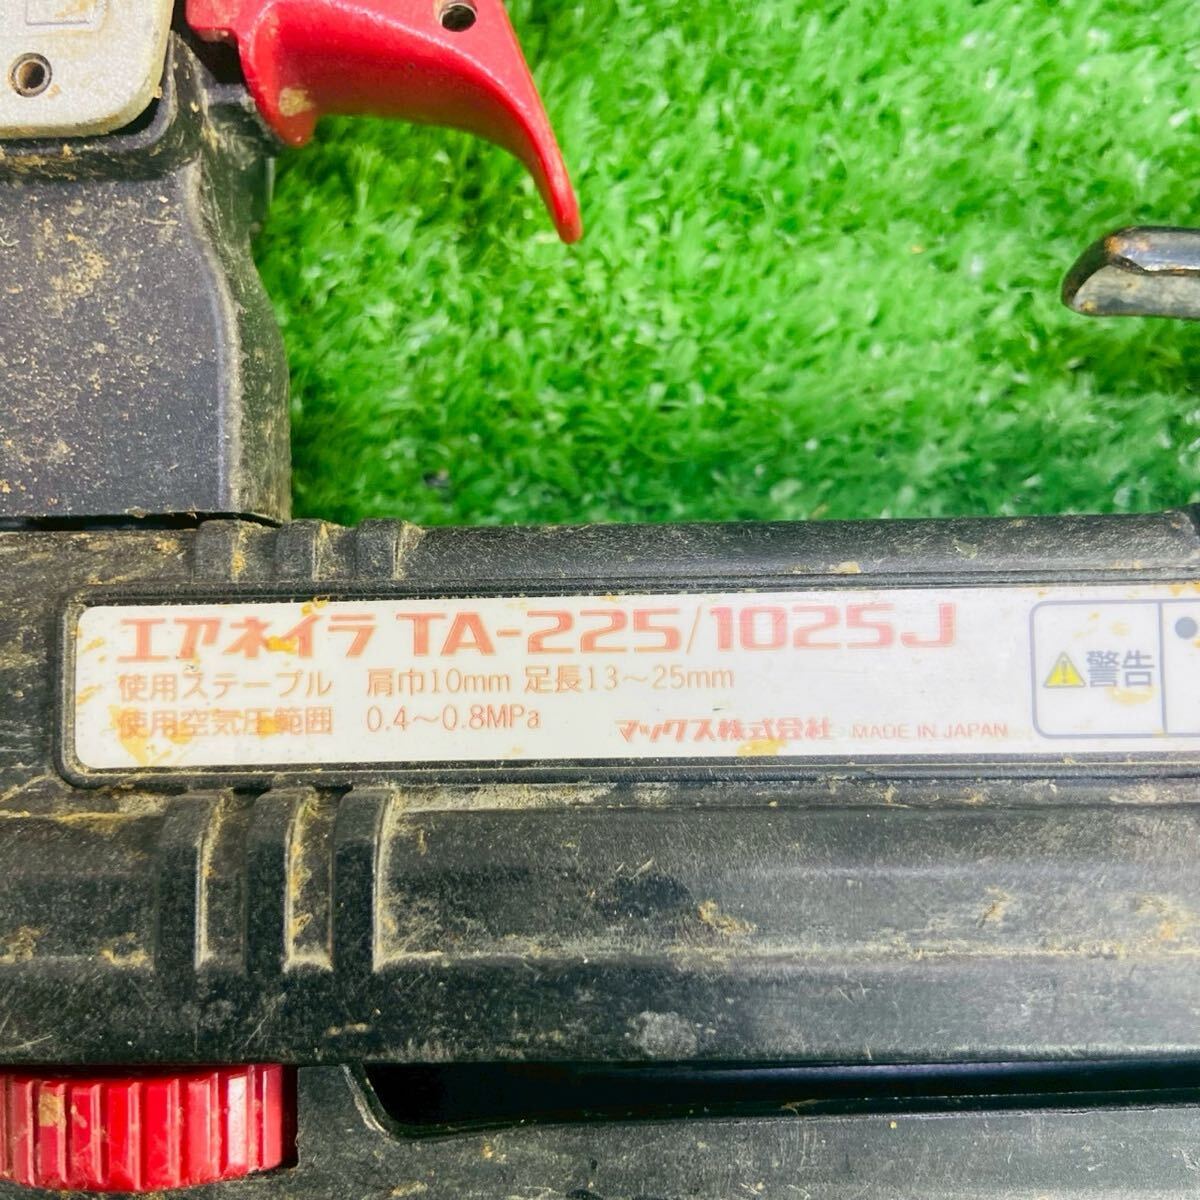 エアネイラ TA-225/1025J
使用ステープル 肩巾10mm 足長13～25mm
使用空気圧範囲 0.4～0.8MPa
マックス株式会社 MADE IN JAPAN
警告